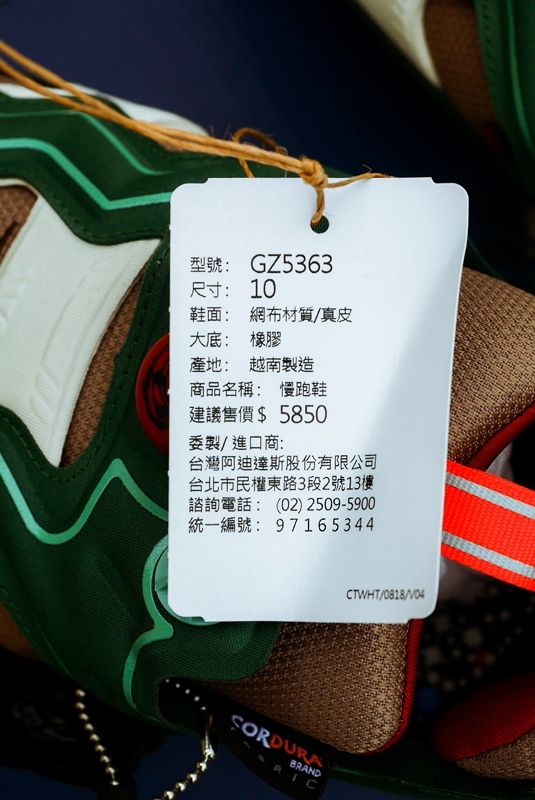 型號： GZ5363
尺寸： 10
鞋面： 網布材質/真皮
大底： 橡膠
產地： 越南製造
商品名稱： 慢跑鞋
建議售價$ 5850
委製/ 進口商:
台灣阿迪達斯股份有限公司
台北市民權東路3段2號13樓
諮詢電話： (02) 2509-5900
統一編號： 97165344
CTWHT/0818/V04
CORDURA
BRAND
FABRIC